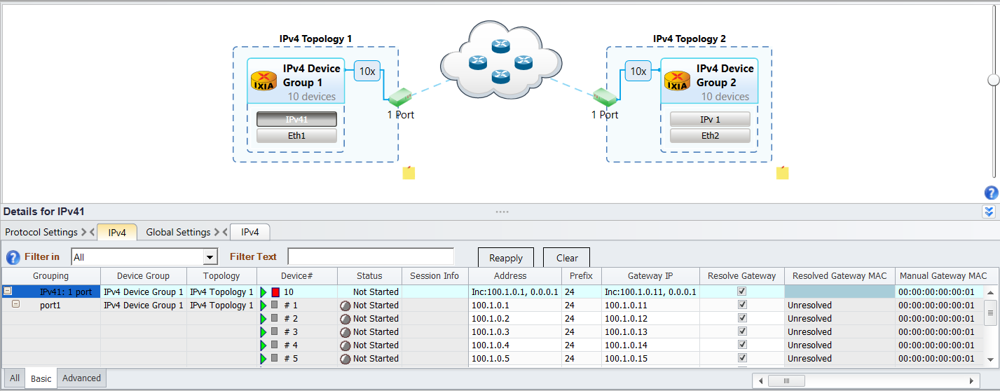 IPv4 Topology 1
IPv4 Topology 2
IPv4 Device
Group 1
10 devices
10x
IXIA
IPv41
Eth1
1 Port
10x
IPv4 Device
Group 2
10 devices
IXIA
IPv 1
Eth2
1 Port
Details for IPv41
Protocol Settings IPv4 Global Settings IPv4
Filter in All Filter Text Reapply Clear
Grouping Device Group Topology Device# Status Session Info Address Prefix Gateway IP Resolve Gateway Resolved Gateway MAC Manual Gateway MAC
IPv41: 1 port IPv4 Device Group 1 IPv4 Topology 1 10 Not Started Inc:100.1.0.1, 0.0.0.1 24 Inc:100.1.0.11, 0.0.0.1 00:00:00:00:00:01
port1 IPv4 Device Group 1 IPv4 Topology 1 # 1 Not Started 100.1.0.1 24 100.1.0.11 Unresolved 00:00:00:00:00:01
# 2 Not Started 100.1.0.2 24 100.1.0.12 Unresolved 00:00:00:00:00:01
# 3 Not Started 100.1.0.3 24 100.1.0.13 Unresolved 00:00:00:00:00:01
# 4 Not Started 100.1.0.4 24 100.1.0.14 Unresolved 00:00:00:00:00:01
# 5 Not Started 100.1.0.5 24 100.1.0.15 Unresolved 00:00:00:00:00:01
All Basic Advanced